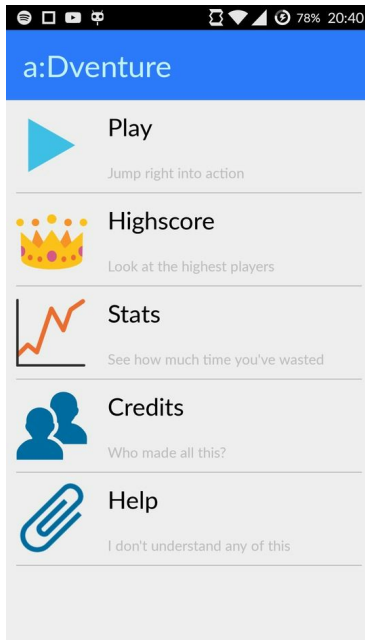 78% 20:40
a:Dventure
Play
Jump right into action
Highscore
Look at the highest players
Stats
See how much time you've wasted
Credits
Who made all this?
Help
I don't understand any of this